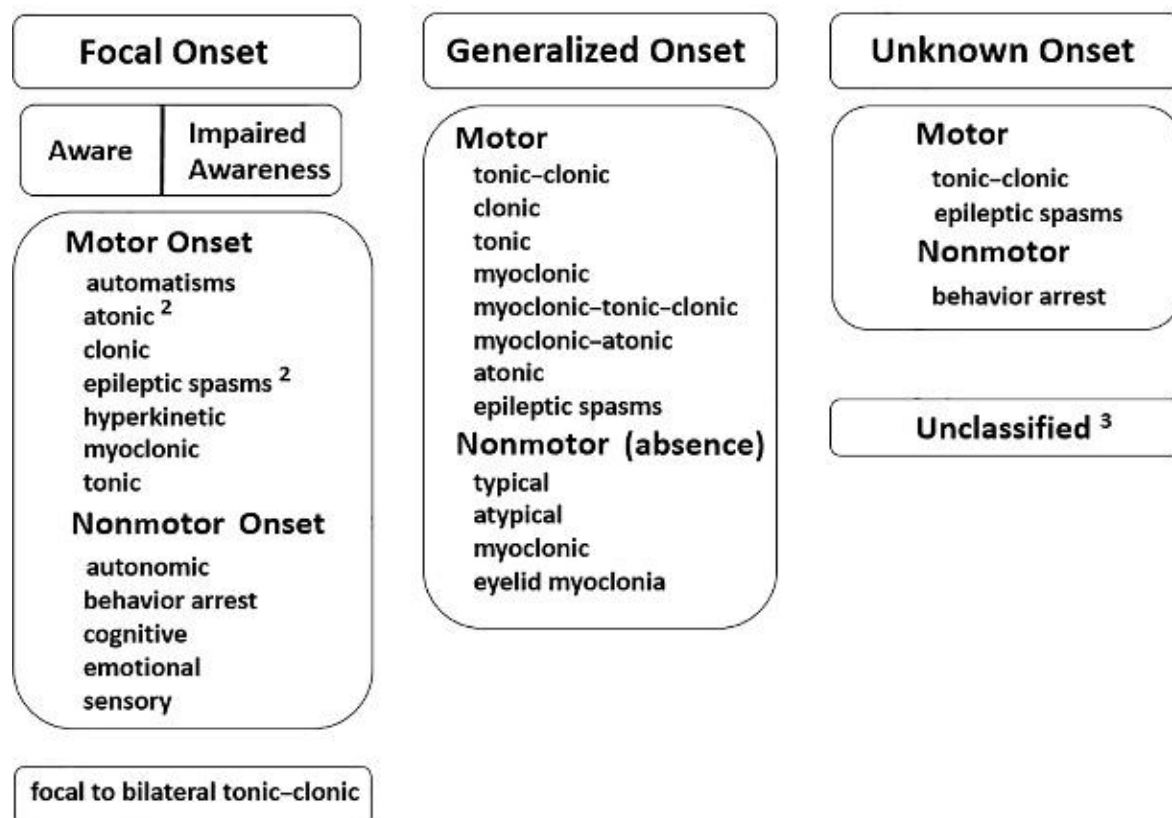 Focal Onset
Aware
Impaired
Awareness
Motor Onset
automatisms
atonic ²
clonic
epileptic spasms ²
hyperkinetic
myoclonic
tonic
Nonmotor Onset
autonomic
behavior arrest
cognitive
emotional
sensory
focal to bilateral tonic–clonic
Generalized Onset
Motor
tonic–clonic
clonic
tonic
myoclonic
myoclonic–tonic–clonic
myoclonic–atonic
atonic
epileptic spasms
Nonmotor (absence)
typical
atypical
myoclonic
eyelid myoclonia
Unknown Onset
Motor
tonic–clonic
epileptic spasms
Nonmotor
behavior arrest
Unclassified ³